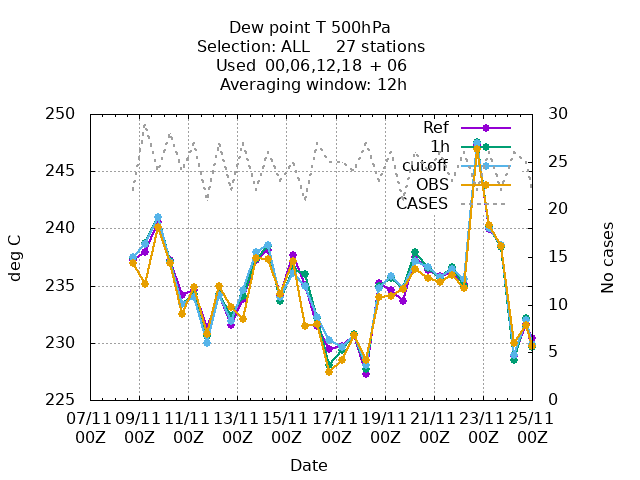 Dew point T 500hPa
Selection: ALL 27 stations
Used 00,06,12,18 + 06
Averaging window: 12h
250 30
Ref
1h
cutoff
OBS
CASES
245 25
240 20
235 15
230 10
225 5
0
deg C
No cases
07/11 09/11 11/11 13/11 15/11 17/11 19/11 21/11 23/11 25/11
00Z 00Z 00Z 00Z 00Z 00Z 00Z 00Z 00Z 00Z
Date